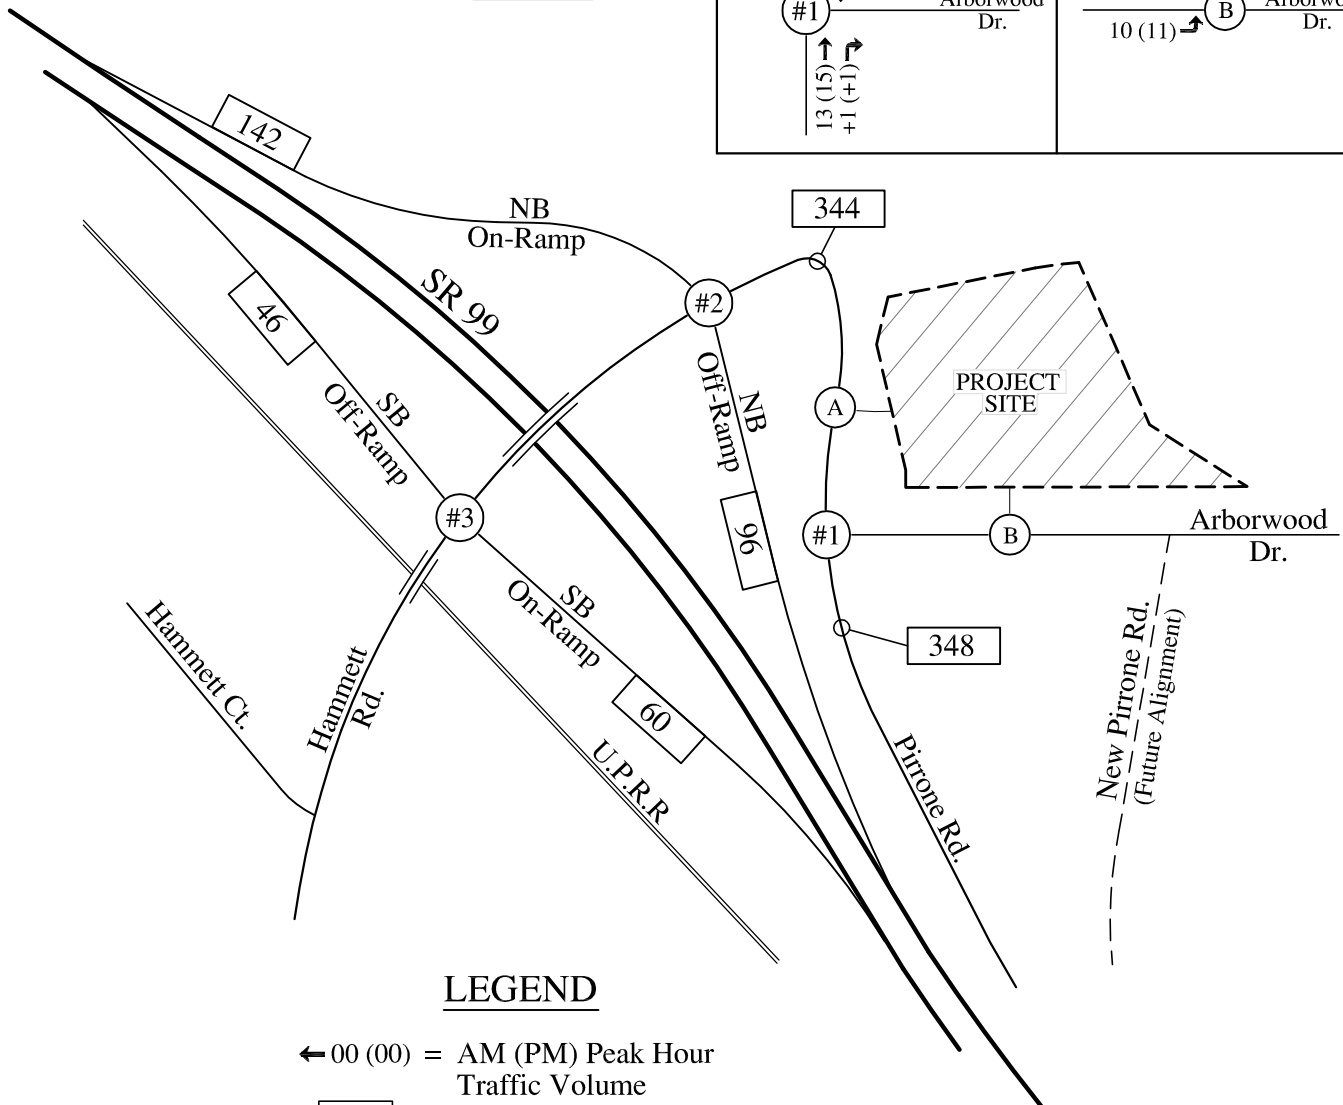 #1
Arborwood
Dr.
13 (15)
+1 (+1)
10 (11)
B
Dr.
142
NB
On-Ramp
344
SR 99
#2
46
SB
Off-Ramp
NB
Off-Ramp
A
PROJECT
SITE
#3
96
#1
B
Arborwood
Dr.
SB
On-Ramp
348
Hammett Ct.
Hammett
Rd.
60
U.P.R.R
Pirrone Rd.
New Pirrone Rd.
(Future Alignment)
LEGEND
00 (00) = AM (PM) Peak Hour
Traffic Volume